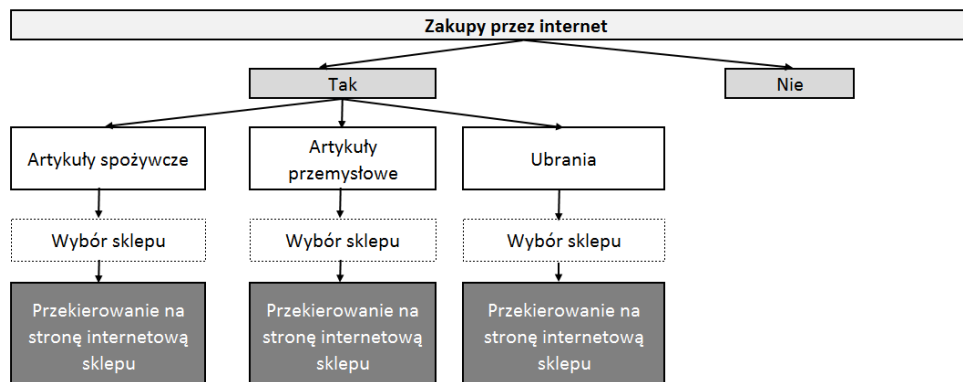 Zakupy przez internet
Tak
Nie
Artykuły spożywcze
Artykuły
przemysłowe
Ubrania
Wybór sklepu
Wybór sklepu
Wybór sklepu
Przekierowanie na
stronę internetową
sklepu
Przekierowanie na
stronę internetową
sklepu
Przekierowanie na
stronę internetową
sklepu